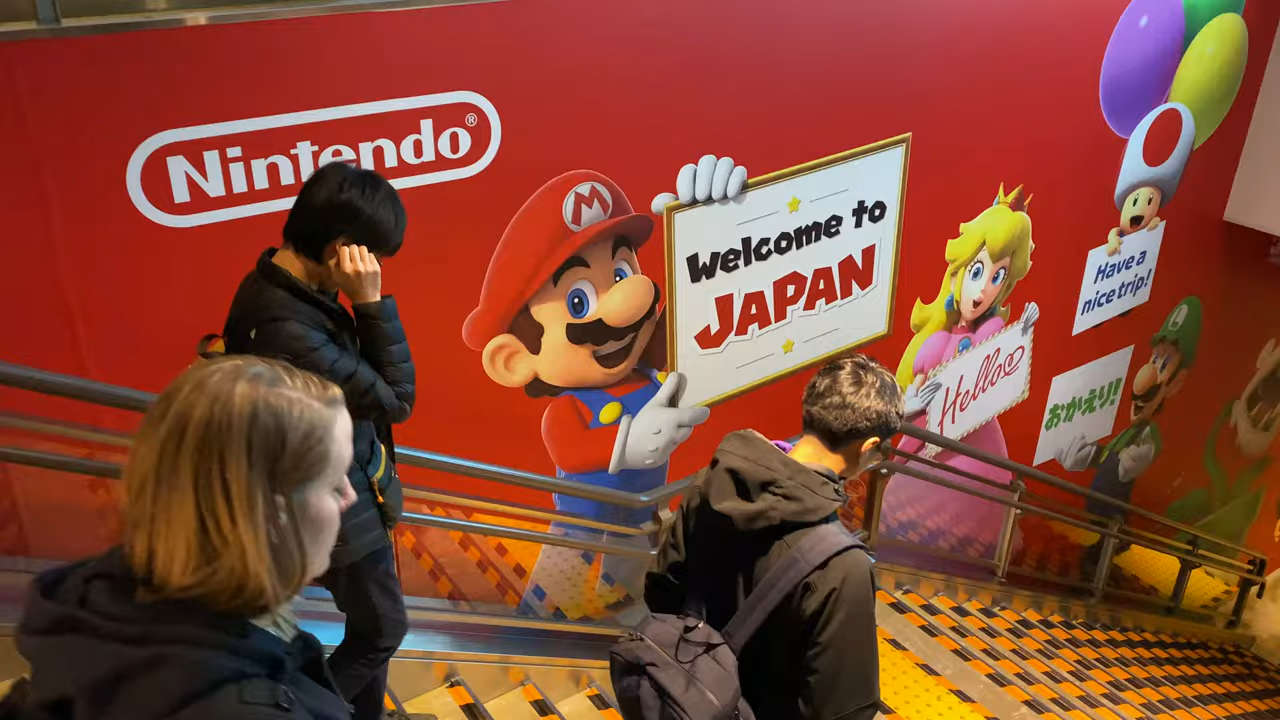 Nintendo®
M
Welcome to
JAPAN
Hello♡
Have a
nice trip!
おかえり!